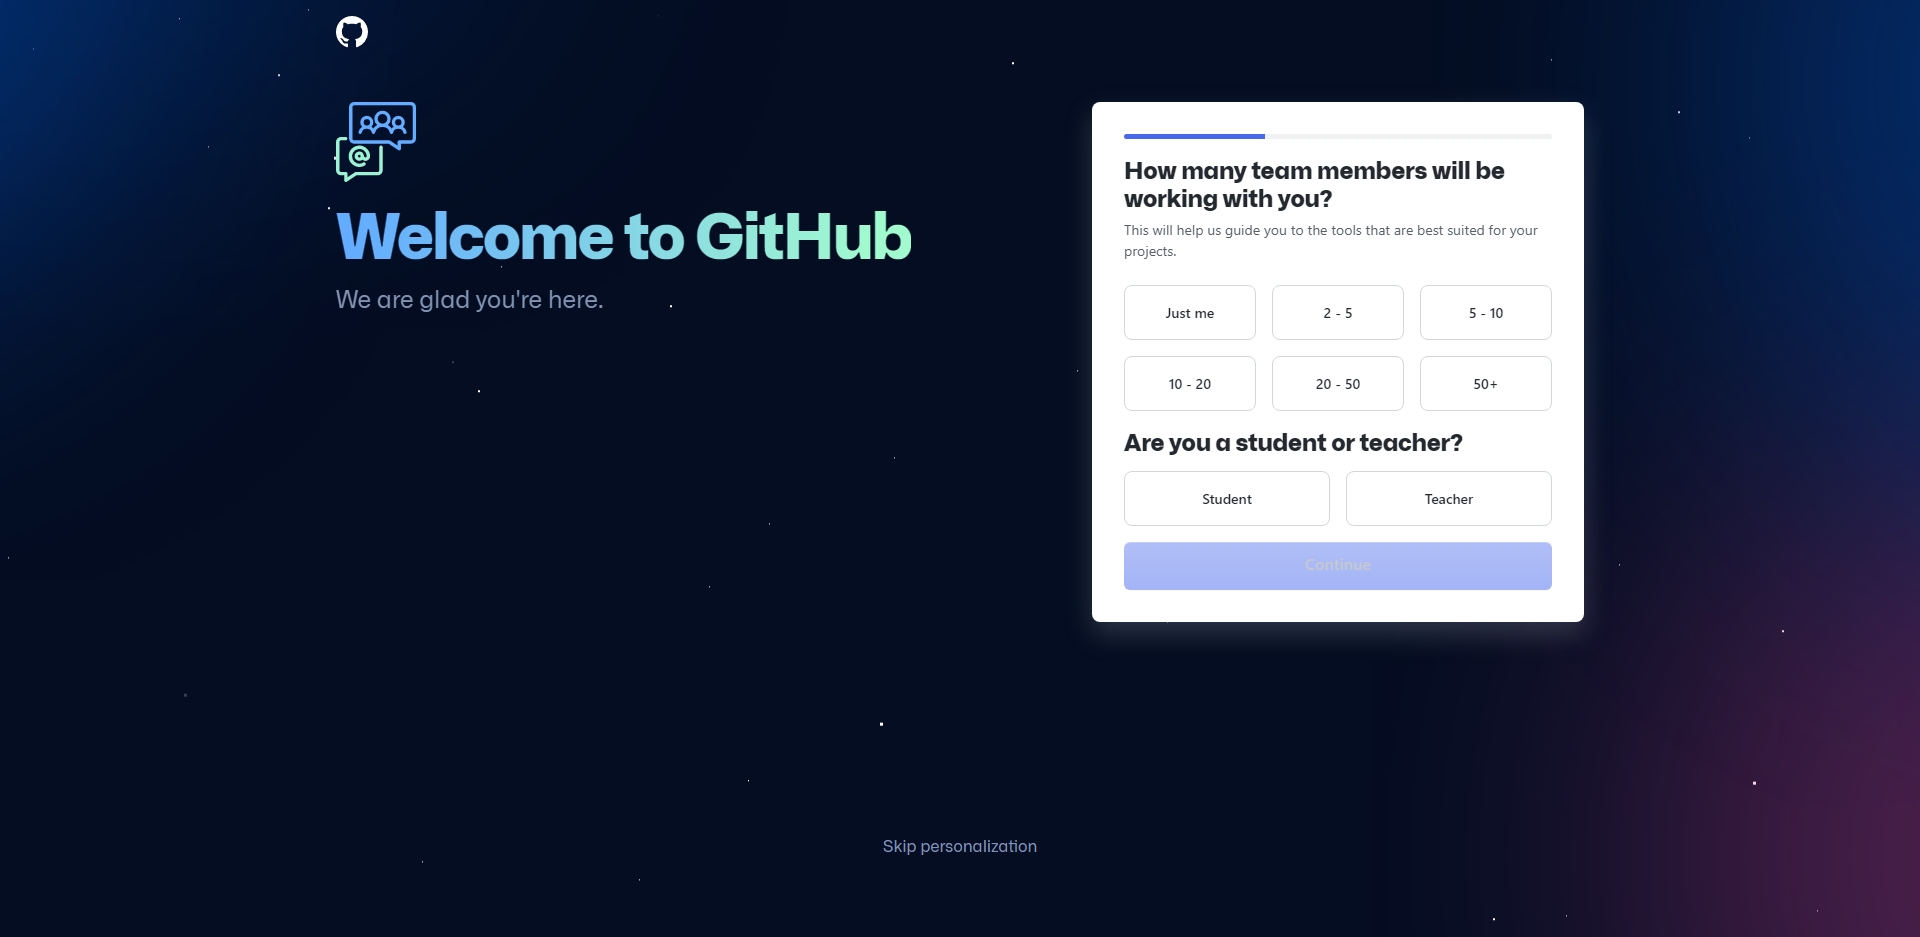 Welcome to GitHub
We are glad you're here.
How many team members will be
working with you?
This will help us guide you to the tools that are best suited for your
projects.
Just me
2 - 5
5 - 10
10 - 20
20 - 50
50+
Are you a student or teacher?
Student
Teacher
Continue
Skip personalization